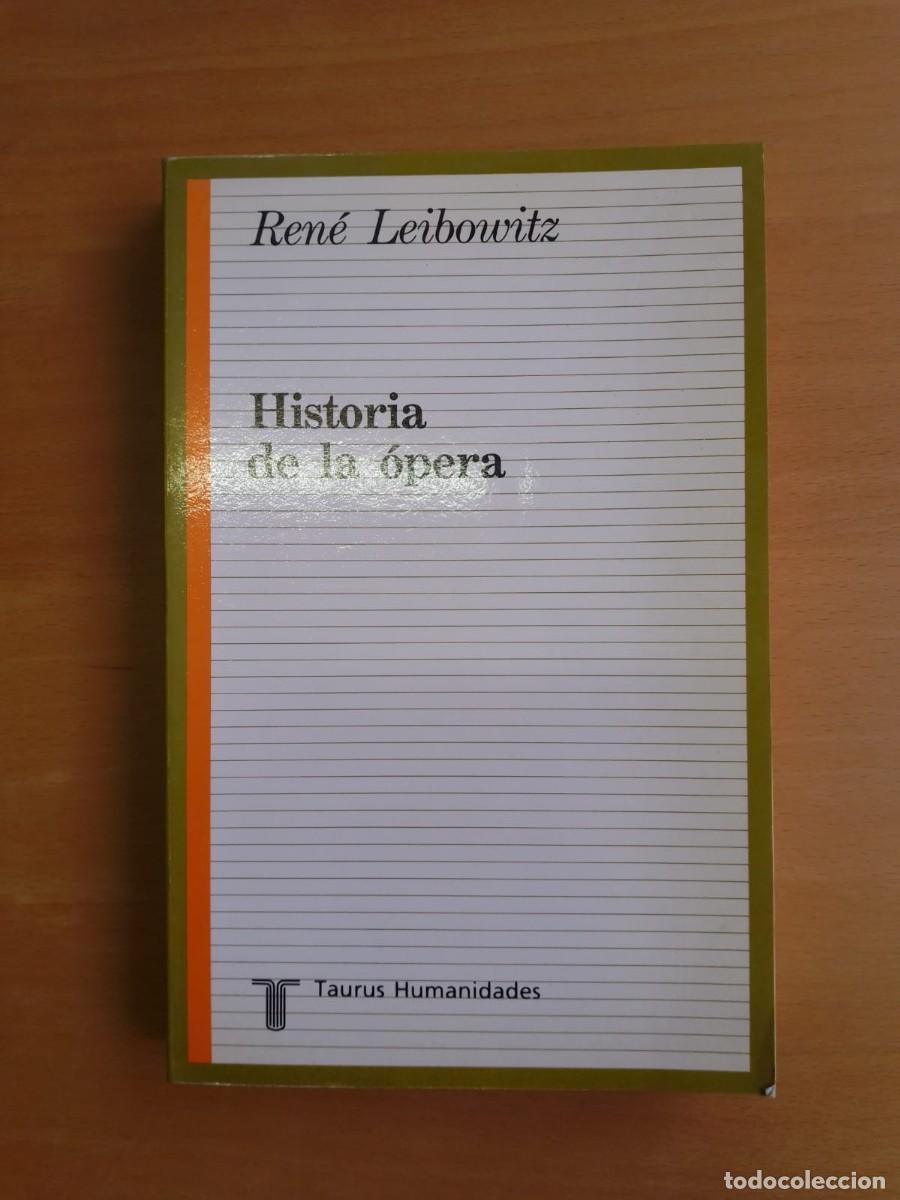 René Leibowitz
Historia
de la ópera
Taurus Humanidades
todocoleccion